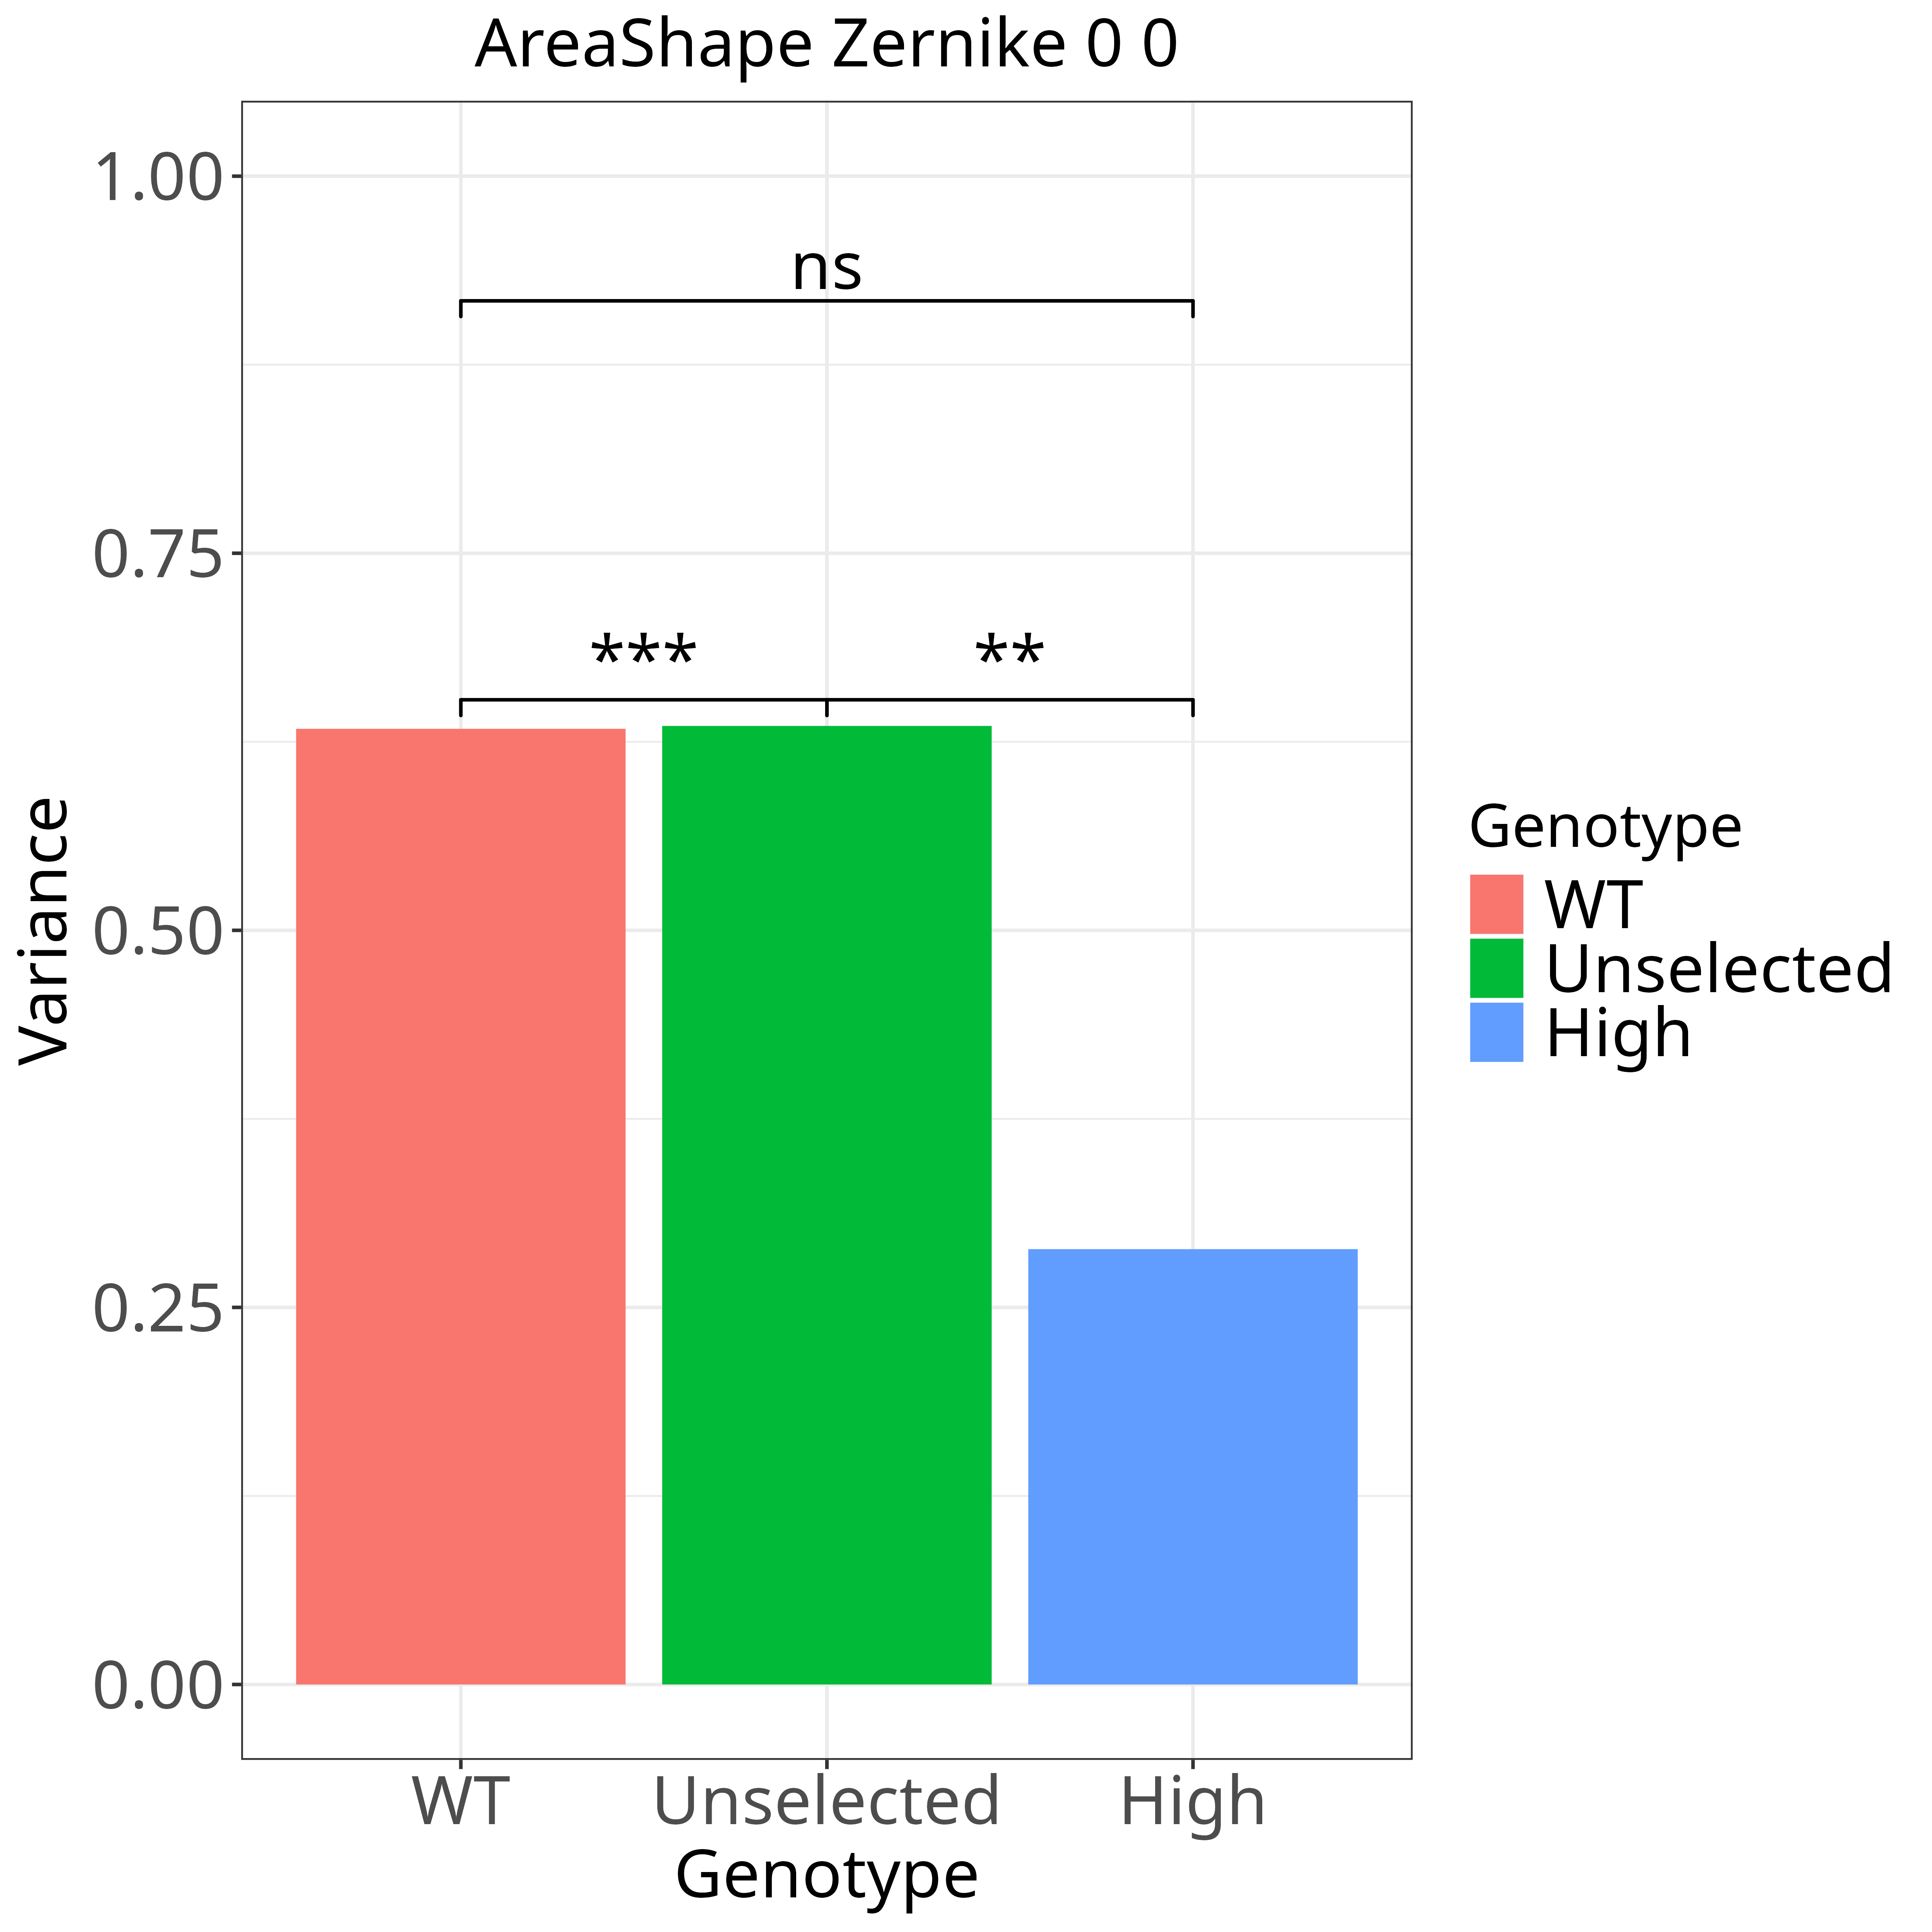 AreaShape Zernike 0 0
1.00
0.75
0.50
0.25
0.00
Variance
ns
***
**
WT
Unselected
High
Genotype
Genotype
WT
Unselected
High